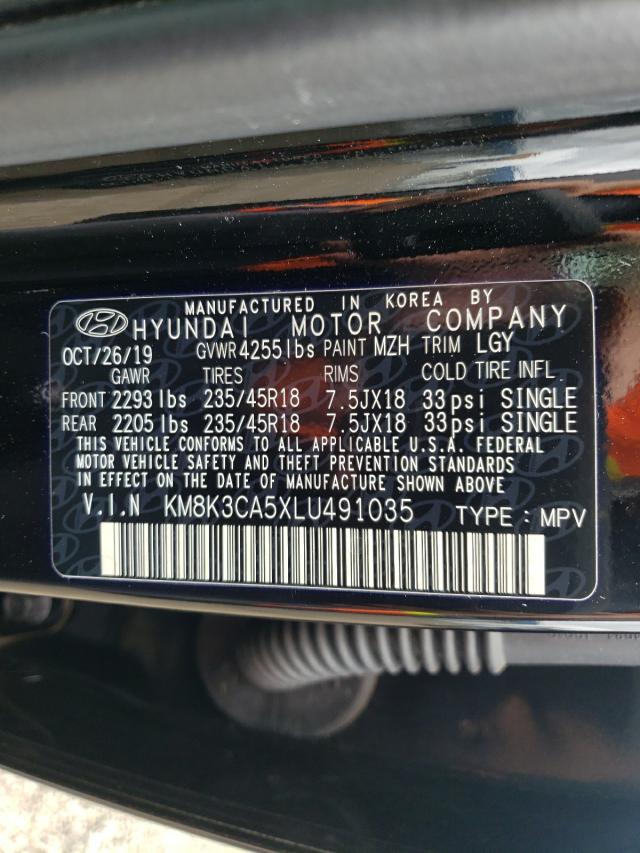 MANUFACTURED IN KOREA BY
HYUNDAI MOTOR COMPANY
OCT/26/19 GVWR 4255lbs PAINT MZH TRIM LGY
GAWR TIRES RIMS COLD TIRE INFL
FRONT 2293 lbs 235/45R18 7.5JX18 33psi SINGLE
REAR 2205 lbs 235/45R18 7.5JX18 33psi SINGLE
THIS VEHICLE CONFORMS TO ALL APPLICABLE U.S.A. FEDERAL
MOTOR VEHICLE SAFETY AND THEFT PREVENTION STANDARDS
IN EFFECT ON THE DATE OF MANUFACTURE SHOWN ABOVE
V.I.N KM8K3CA5XLU491035 TYPE : MPV